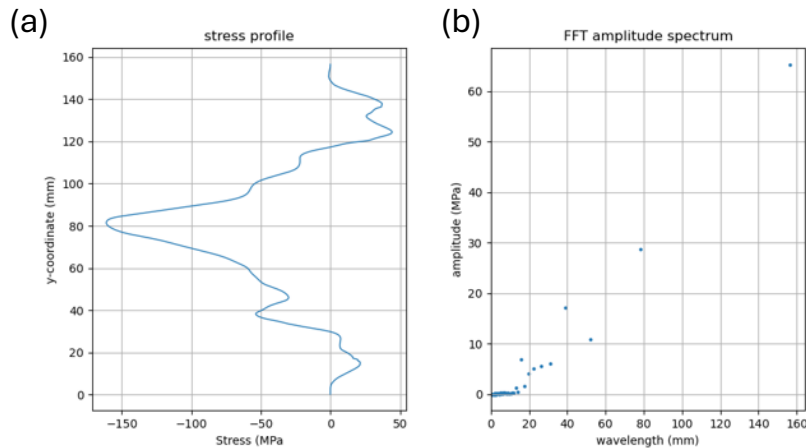 (a)
stress profile
160
140
120
100
80
60
40
20
0
y-coordinate (mm)
−150 −100 −50 0 50
Stress (MPa
(b)
FFT amplitude spectrum
60
50
40
30
20
10
0
amplitude (MPa)
0 20 40 60 80 100 120 140 160
wavelength (mm)